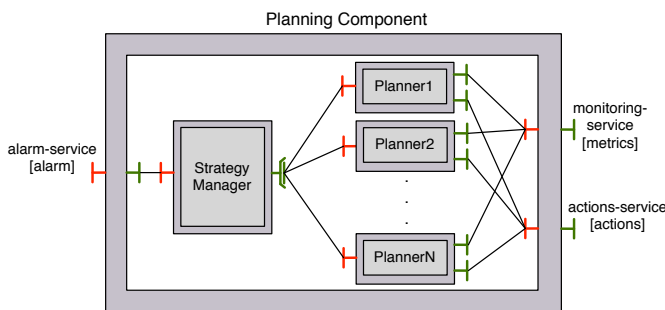 Planning Component
alarm-service
[alarm]
Strategy
Manager
Planner1
Planner2
.
.
.
PlannerN
monitoring-
service
[metrics]
actions-service
[actions]